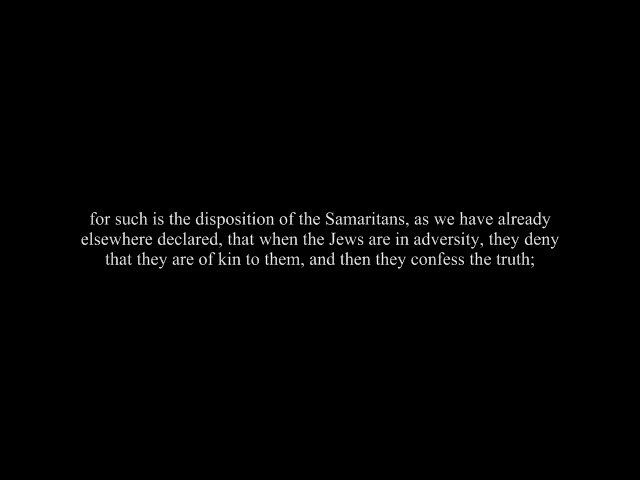 for such is the disposition of the Samaritans, as we have already
elsewhere declared, that when the Jews are in adversity, they deny
that they are of kin to them, and then they confess the truth;